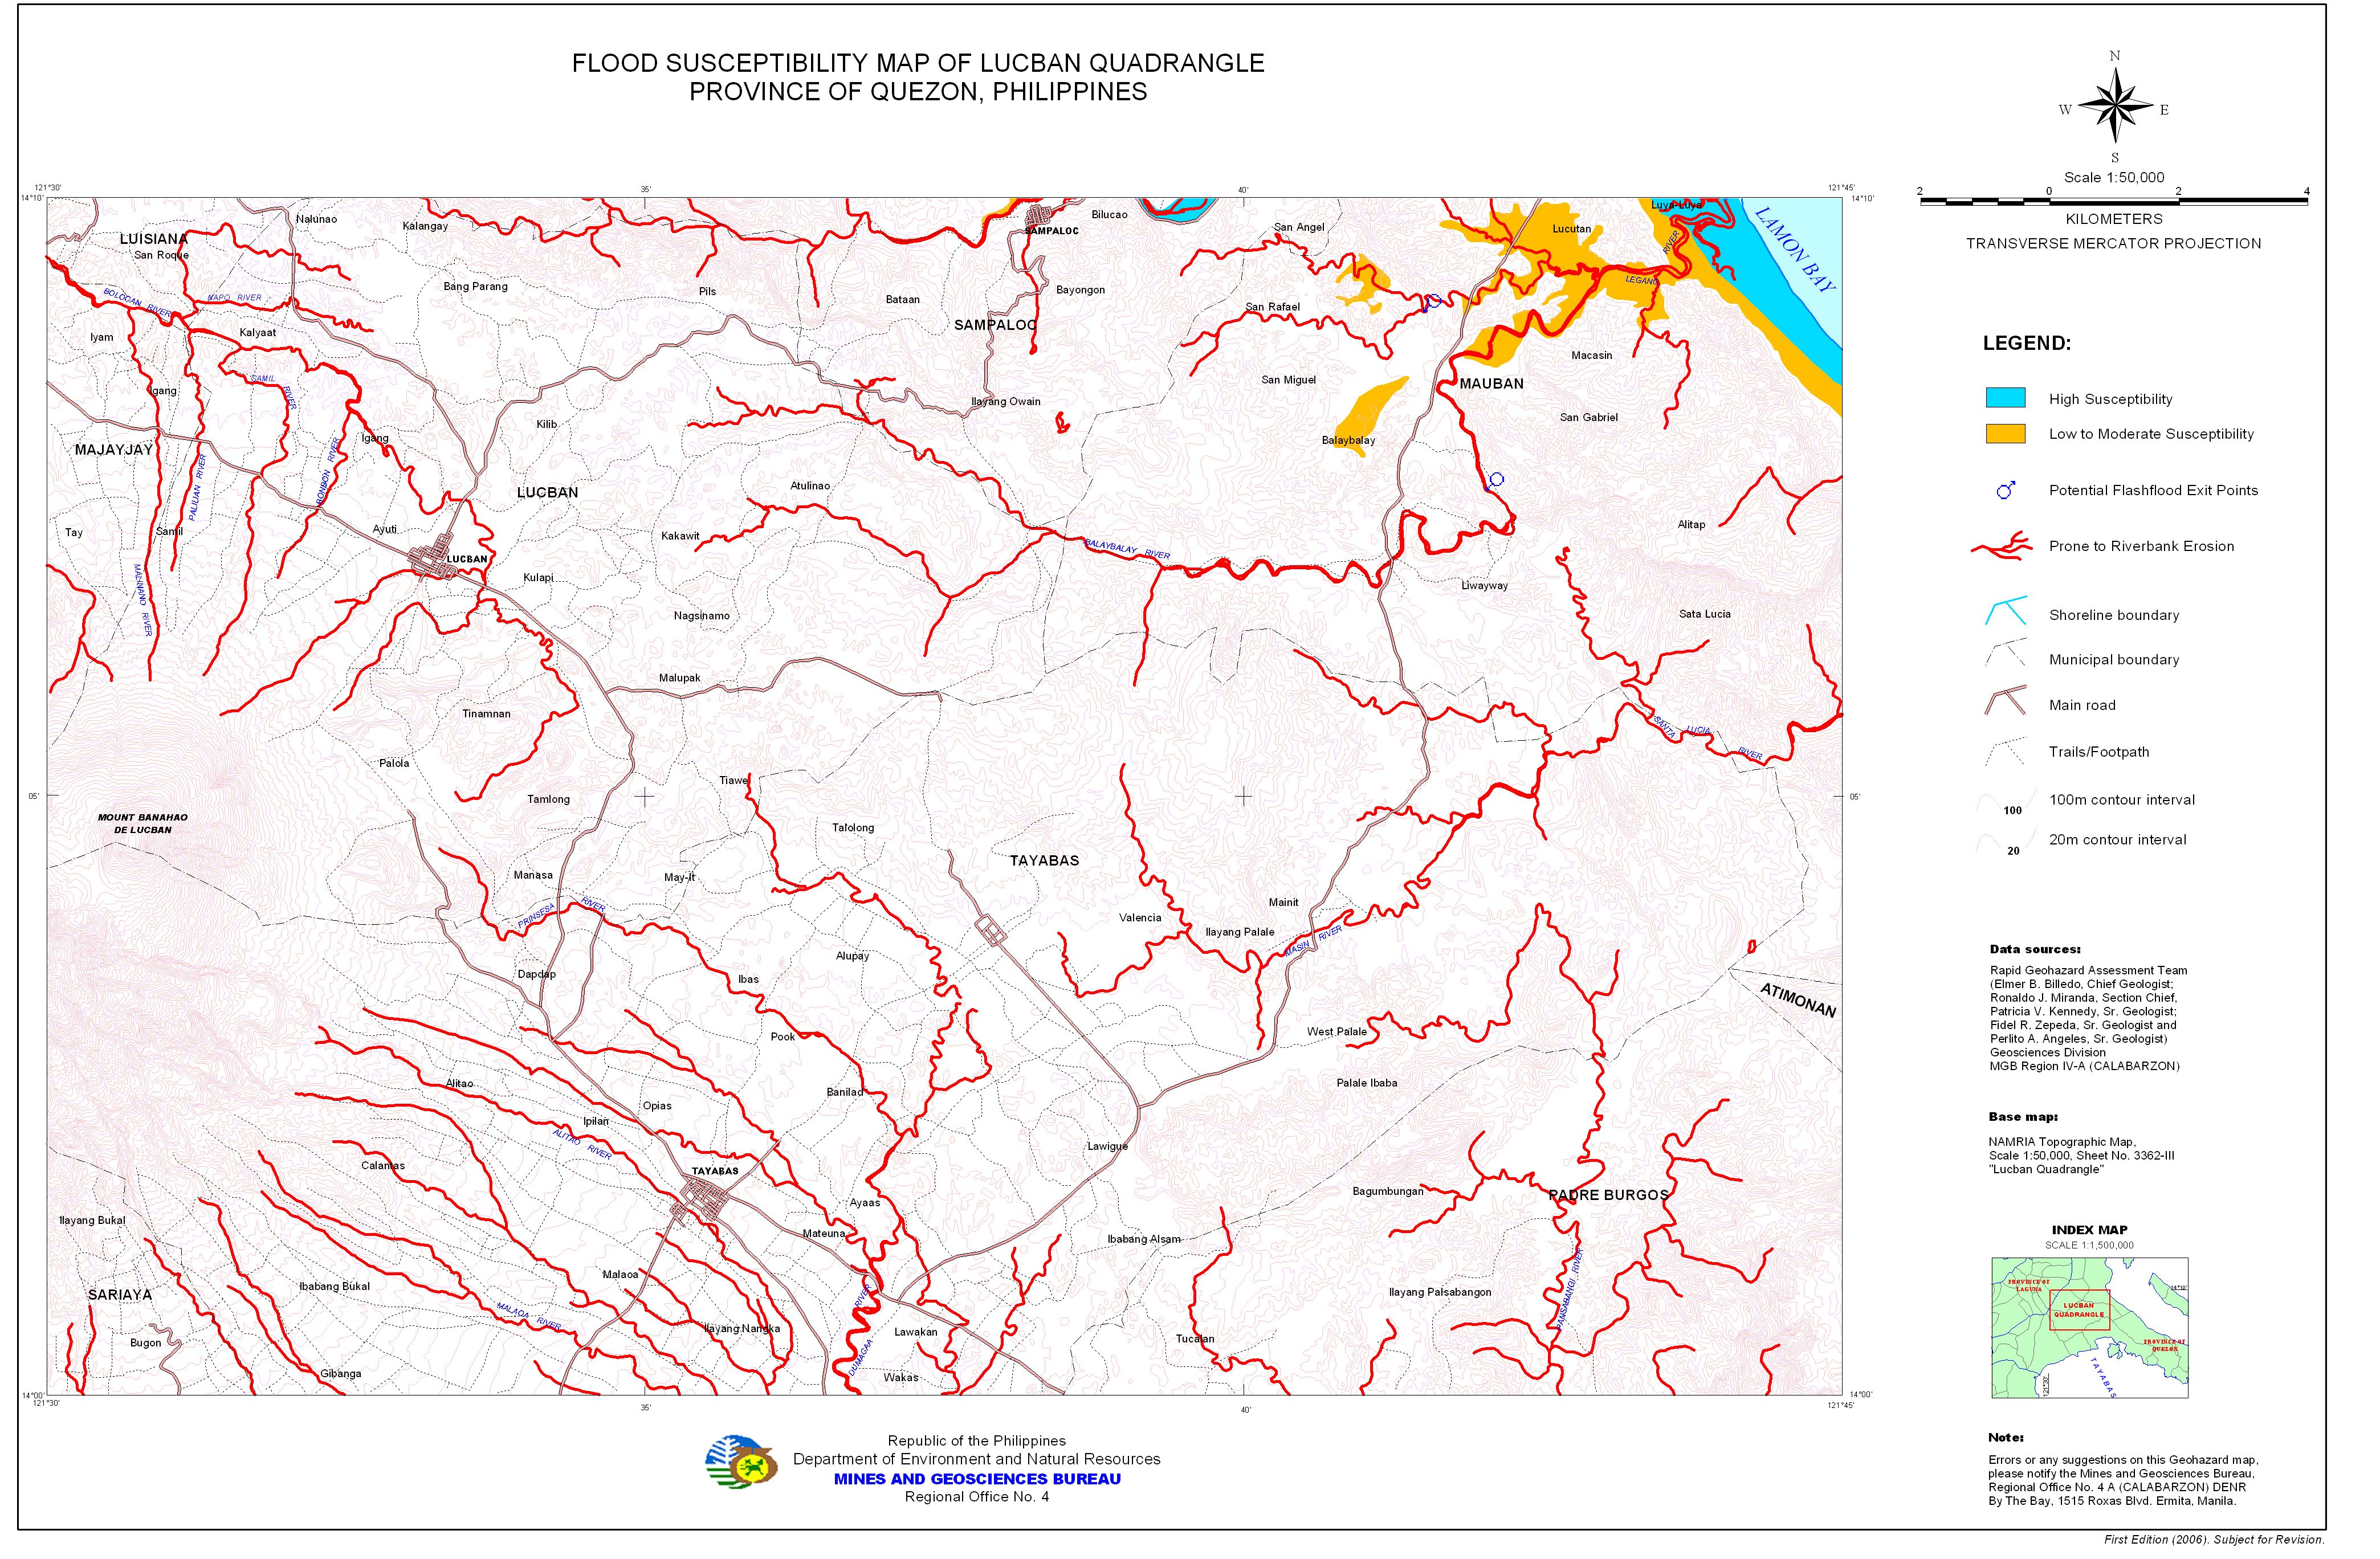 FLOOD SUSCEPTIBILITY MAP OF LUCBAN QUADRANGLE
PROVINCE OF QUEZON, PHILIPPINES
N
W E
S
Scale 1:50,000
2 0 2 4
KILOMETERS
TRANSVERSE MERCATOR PROJECTION
121°30' 35' 40' 121°45'
14°10' 14°10'
LUISIANA
San Roque
Nalunao
Kalangay
SAMPALOC
Bilucao
San Angel
Lucutan
Luya-Luya
LAMON BAY
RIVER
LEGANG
BOLOCAN RIVER
NAPO RIVER
Bang Parang
Pils
Bataan
Bayongon
San Rafael
SAMPALOC
Iyam
Kalyaat
Macasin
SAMIL RIVER
Igang
San Miguel
MAUBAN
Ilayang Owain
San Gabriel
Kilib
Igang
Balaybalay
MAJAYJAY
PALIUAN RIVER
BONBON RIVER
LUCBAN
Atulinao
Alitap
Tay
Samil
Ayuti
Kakawit
BALAYBALAY RIVER
LUCBAN
Kulapi
Liwayway
MALINAO RIVER
Nagsinamo
Sata Lucia
Malupak
Tinamnan
SANTA LUCIA RIVER
Palola
Tiawe
Tamlong
05' 05'
MOUNT BANAHAO
DE LUCBAN
Talolong
TAYABAS
Manasa
May-it
PRINSESA RIVER
Valencia
Mainit
Ilayang Palale
MASIN RIVER
Alupay
Dapdap
Ibas
ATIMONAN
Pook
West Palale
Alitao
Banilad
Palale Ibaba
Opias
Ipilan
ALITAO RIVER
Lawigue
Calantas
TAYABAS
Bagumbungan
PADRE BURGOS
Ayaas
Ilayang Bukal
Mateuna
Ibabang Alsam
Malaoa
Ibabang Bukal
SARIAYA
Ilayang Palsabangon
PANSABANGI RIVER
MALAOA RIVER
Ilayang Nangka
RIVER
DUMACAA
Lawakan
Tucalan
Bugon
Gibanga
Wakas
14°00' 14°00'
121°30' 35' 40' 121°45'
LEGEND:
High Susceptibility
Low to Moderate Susceptibility
Potential Flashflood Exit Points
Prone to Riverbank Erosion
Shoreline boundary
Municipal boundary
Main road
Trails/Footpath
100 100m contour interval
20 20m contour interval
Data sources:
Rapid Geohazard Assessment Team
(Elmer B. Billedo, Chief Geologist;
Ronaldo J. Miranda, Section Chief,
Patricia V. Kennedy, Sr. Geologist;
Fidel R. Zepeda, Sr. Geologist and
Perlito A. Angeles, Sr. Geologist)
Geosciences Division
MGB Region IV-A (CALABARZON)
Base map:
NAMRIA Topographic Map,
Scale 1:50,000, Sheet No. 3362-III
"Lucban Quadrangle"
INDEX MAP
SCALE 1:1,500,000
PROVINCE OF
LAGUNA
LUCBAN
QUADRANGLE
PROVINCE OF
QUEZON
TAYABAS
121°30'
Note:
Errors or any suggestions on this Geohazard map,
please notify the Mines and Geosciences Bureau,
Regional Office No. 4 A (CALABARZON) DENR
By The Bay, 1515 Roxas Blvd. Ermita, Manila.
Republic of the Philippines
Department of Environment and Natural Resources
MINES AND GEOSCIENCES BUREAU
Regional Office No. 4
First Edition (2006). Subject for Revision.